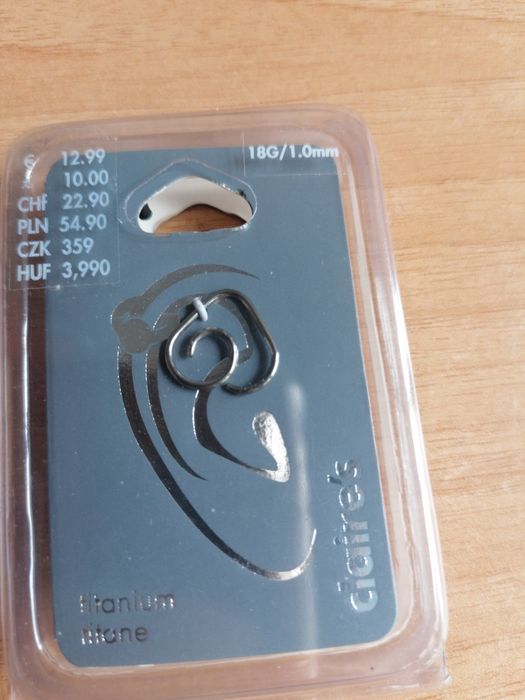 € 12.99
£ 10.00
CHF 22.90
PLN 54.90
CZK 359
HUF 3,990
18G/1.0mm
claire's
titanium
titane